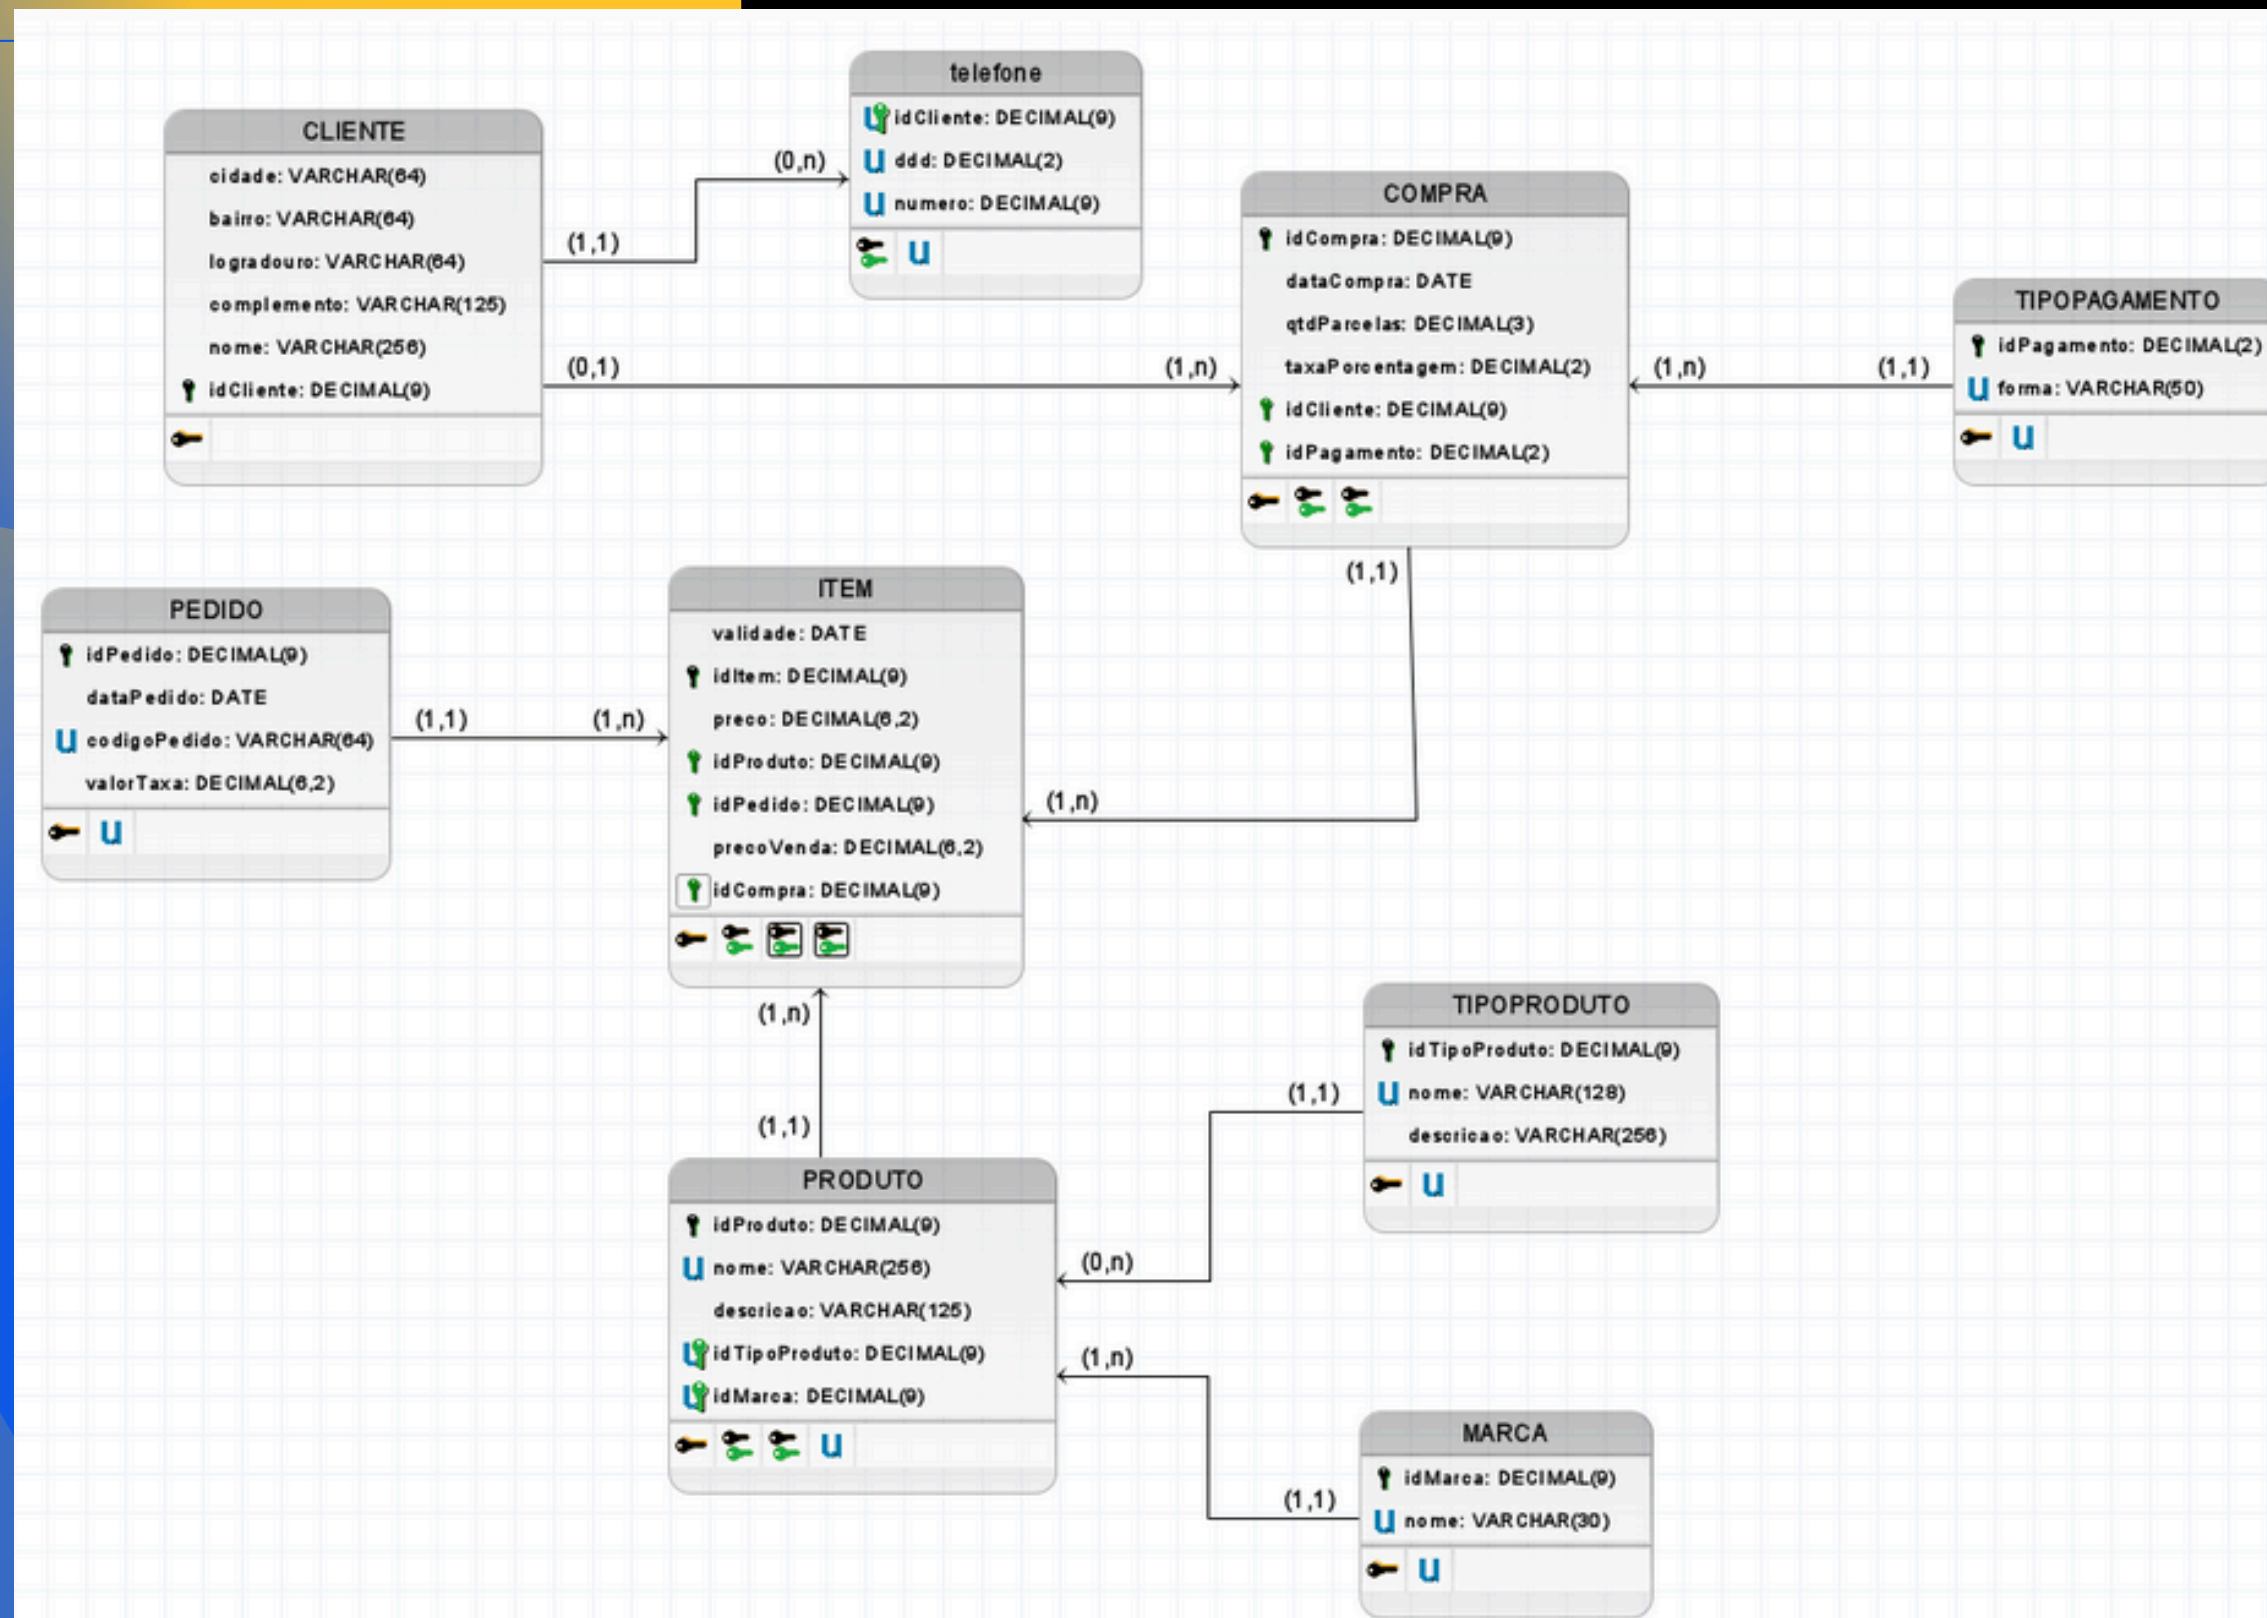 telefone
idCliente: DECIMAL(9)
ddd: DECIMAL(2)
numero: DECIMAL(9)
CLIENTE
cidade: VARCHAR(64)
bairro: VARCHAR(64)
logradouro: VARCHAR(64)
complemento: VARCHAR(125)
nome: VARCHAR(256)
idCliente: DECIMAL(9)
(0,n)
(1,1)
(0,1)
(1,n)
COMPRA
idCompra: DECIMAL(9)
dataCompra: DATE
qtdParcelas: DECIMAL(3)
taxaPorcentagem: DECIMAL(2)
idCliente: DECIMAL(9)
idPagamento: DECIMAL(2)
(1,n)
(1,1)
TIPOPAGAMENTO
idPagamento: DECIMAL(2)
U forma: VARCHAR(50)
(1,1)
PEDIDO
idPedido: DECIMAL(9)
dataPedido: DATE
U codigoPedido: VARCHAR(64)
valorTaxa: DECIMAL(6,2)
(1,1)
(1,n)
ITEM
validade: DATE
idItem: DECIMAL(9)
preco: DECIMAL(6,2)
idProduto: DECIMAL(9)
idPedido: DECIMAL(9)
precoVenda: DECIMAL(6,2)
idCompra: DECIMAL(9)
(1,n)
(1,n)
(1,1)
TIPOPRODUTO
idTipoProduto: DECIMAL(9)
U nome: VARCHAR(128)
descricao: VARCHAR(256)
(1,1)
PRODUTO
idProduto: DECIMAL(9)
U nome: VARCHAR(256)
descricao: VARCHAR(125)
idTipoProduto: DECIMAL(9)
idMarca: DECIMAL(9)
(0,n)
(1,n)
(1,1)
MARCA
idMarca: DECIMAL(9)
U nome: VARCHAR(30)